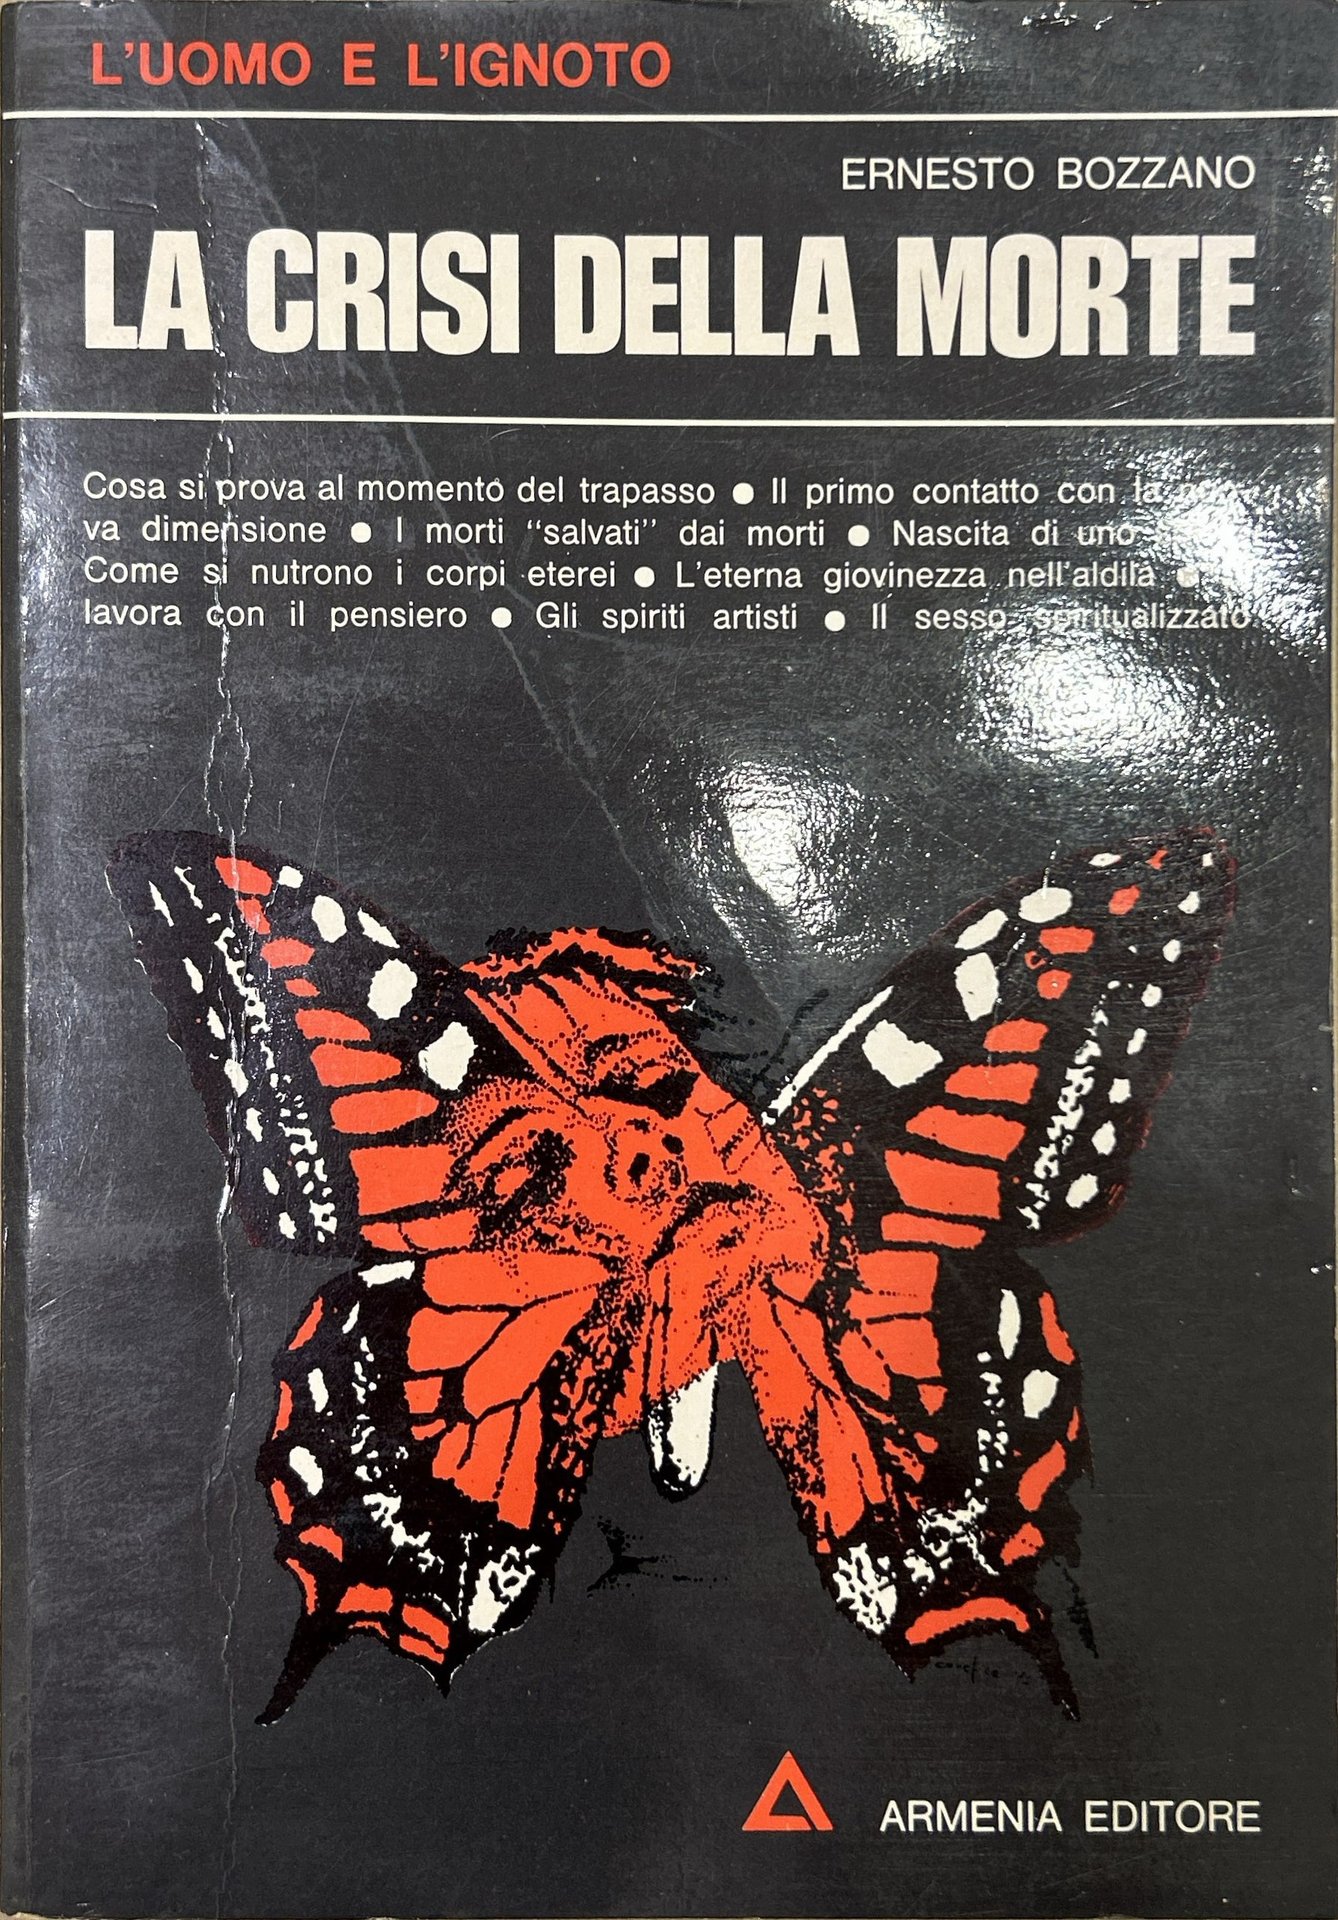 L'UOMO E L'IGNOTO
ERNESTO BOZZANO
LA CRISI DELLA MORTE
Cosa si prova al momento del trapasso ● Il primo contatto con la
va dimensione ● I morti "salvati" dai morti ● Nascita di uno
Come si nutrono i corpi eterei ● L'eterna giovinezza nell'aldilà ●
lavora con il pensiero ● Gli spiriti artisti ● Il sesso spiritualizzato
ARMENIA EDITORE